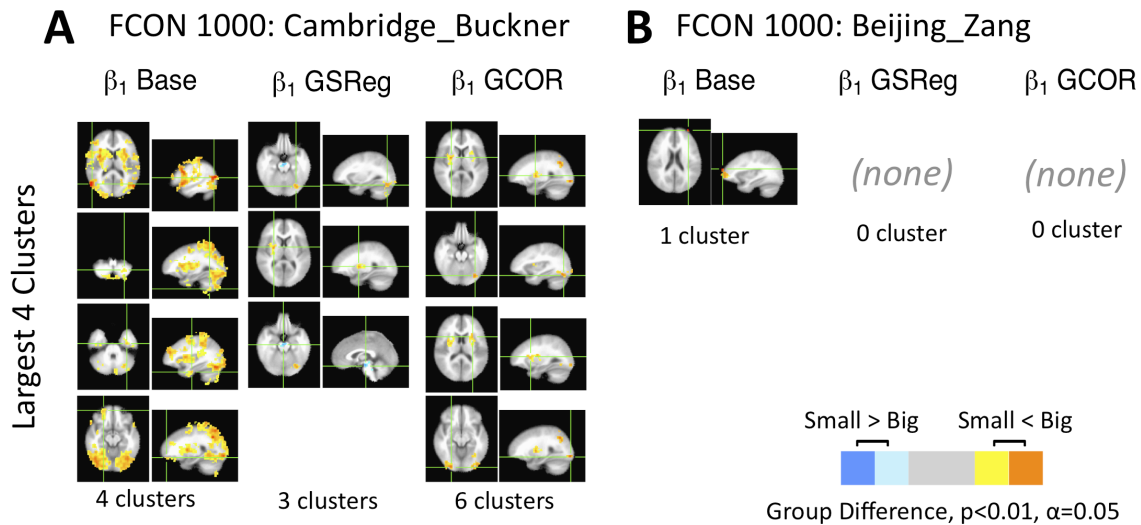 A FCON 1000: Cambridge_Buckner
β1 Base β1 GSReg β1 GCOR
Largest 4 Clusters
4 clusters 3 clusters 6 clusters
B FCON 1000: Beijing_Zang
β1 Base β1 GSReg β1 GCOR
(none) (none)
1 cluster 0 cluster 0 cluster
Small > Big Small < Big
Group Difference, p<0.01, α=0.05